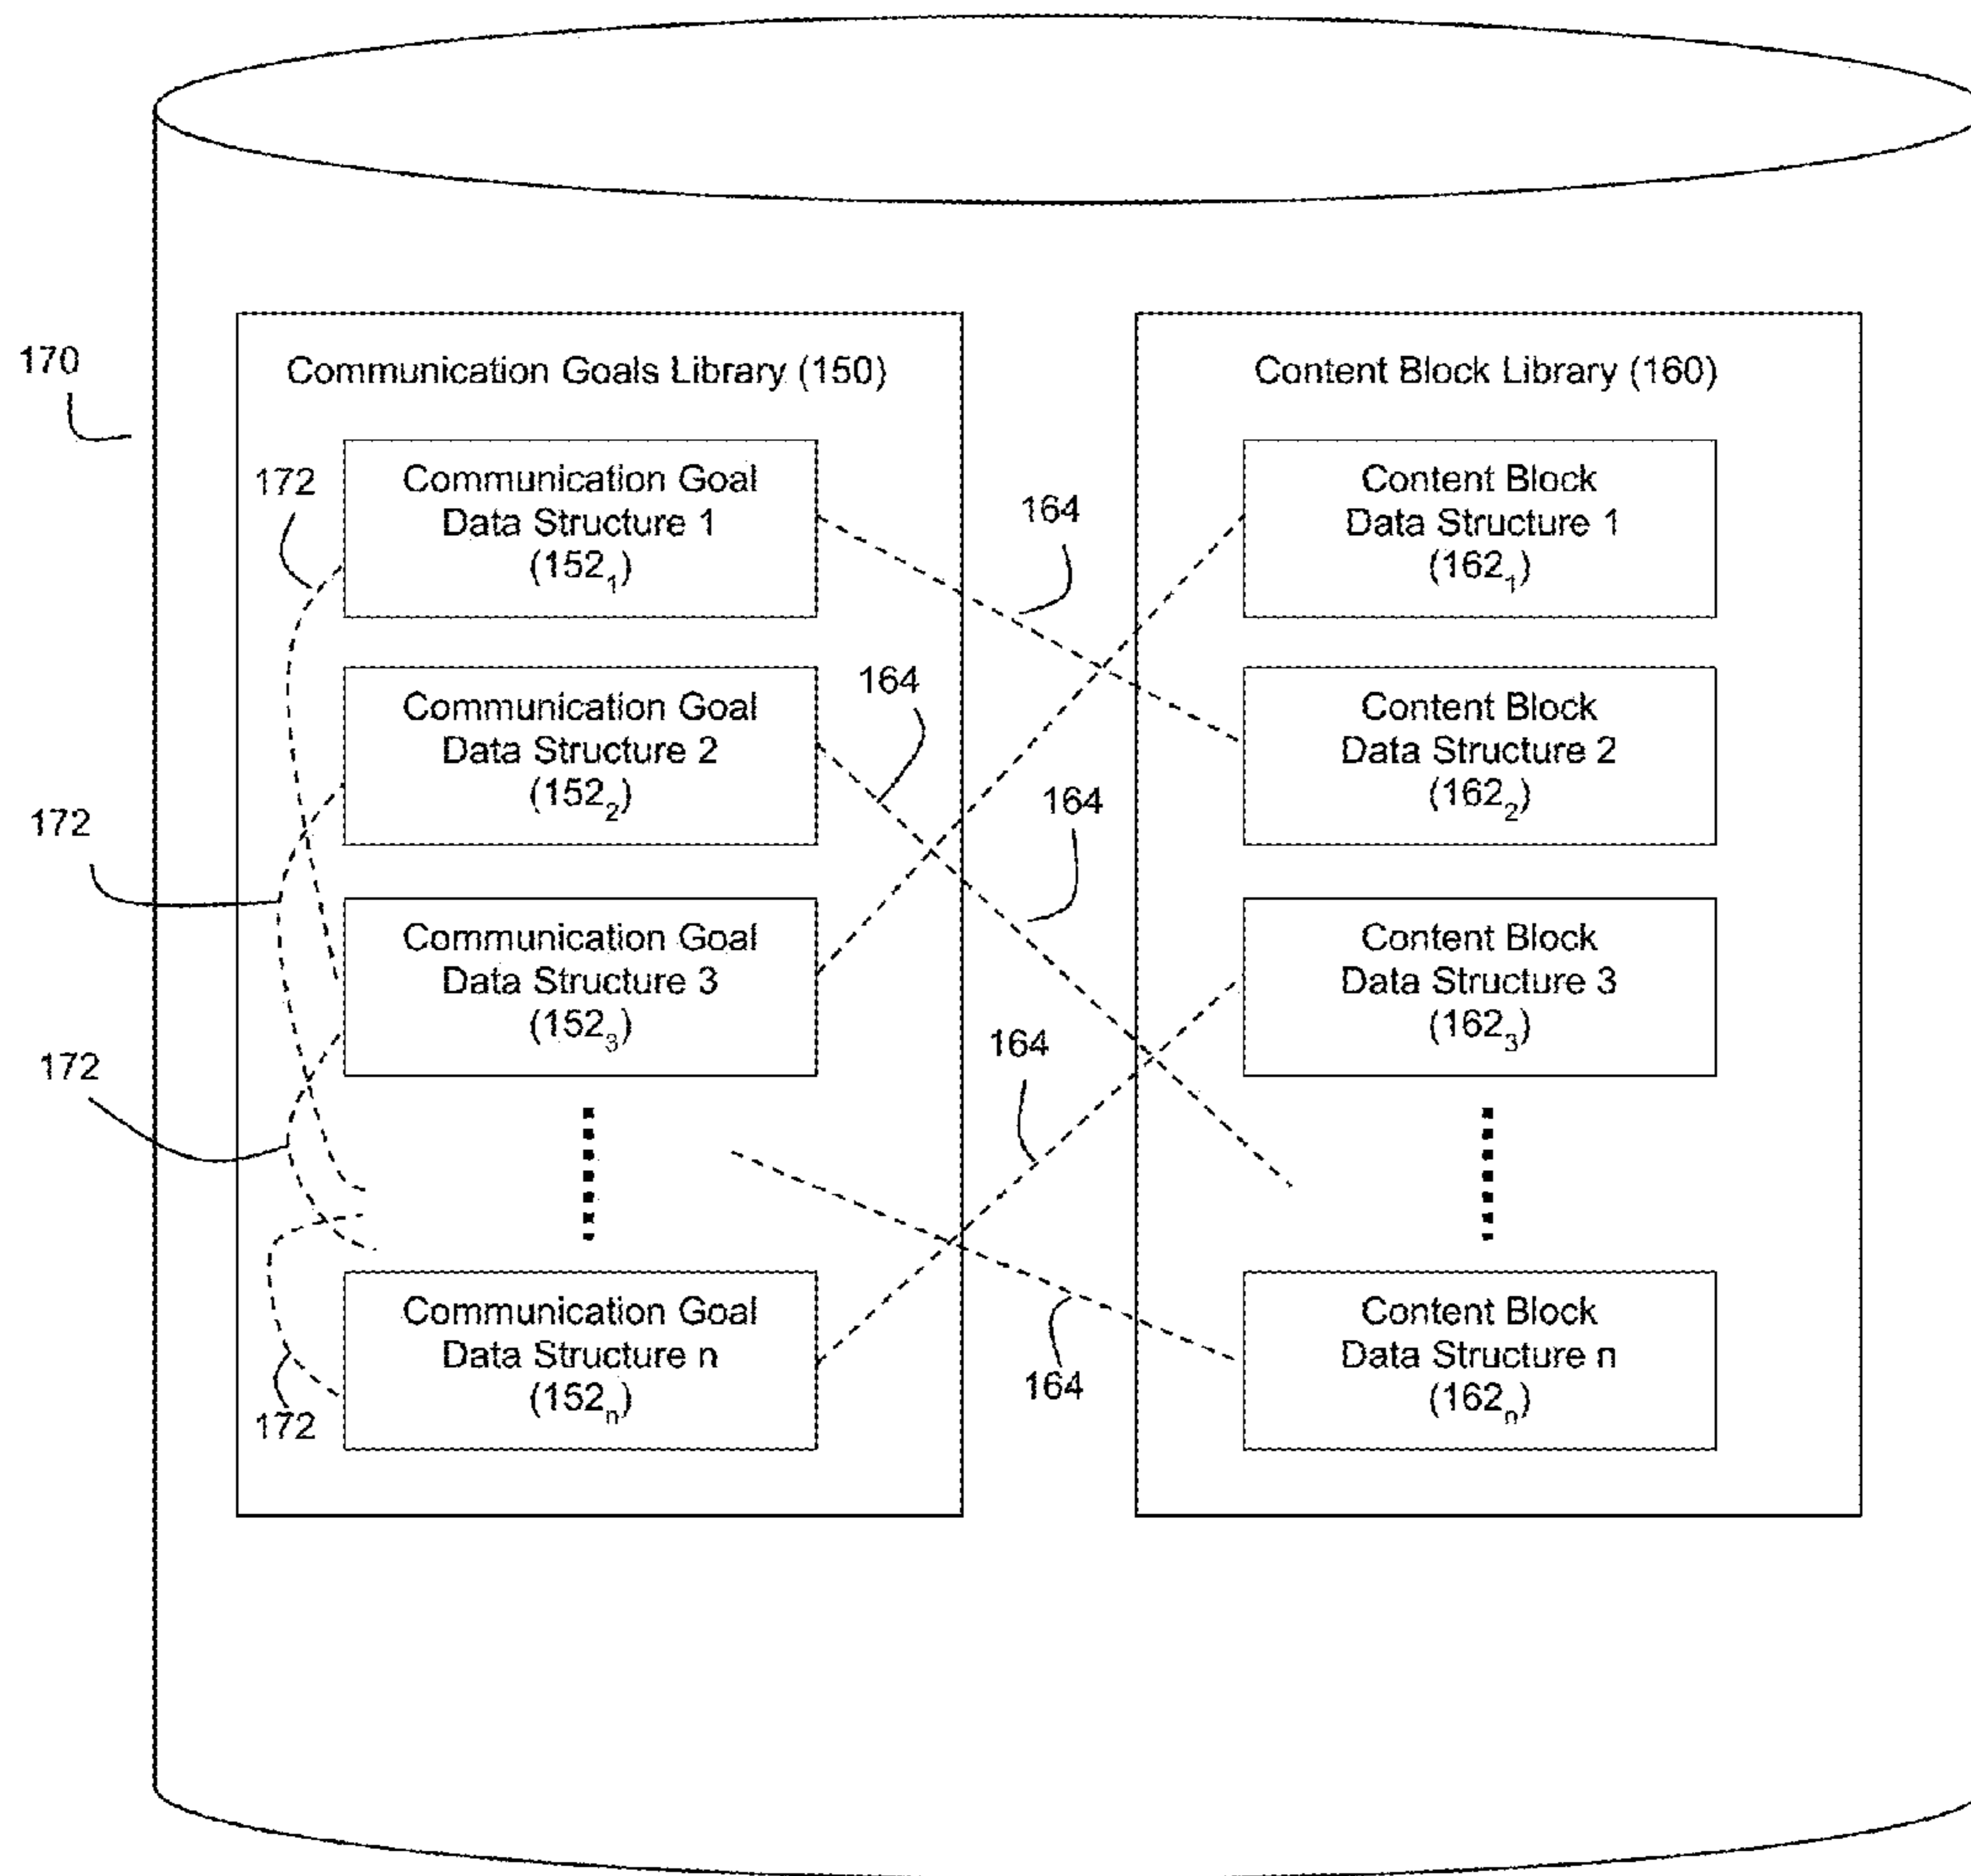 170
Communication Goals Library (150)
Content Block Library (160)
172
Communication Goal
Data Structure 1
(152₁)
164
Content Block
Data Structure 1
(162₁)
Communication Goal
Data Structure 2
(152₂)
164
Content Block
Data Structure 2
(162₂)
172
164
Communication Goal
Data Structure 3
(152₃)
Content Block
Data Structure 3
(162₃)
172
164
Communication Goal
Data Structure n
(152ₙ)
172
164
Content Block
Data Structure n
(162ₙ)